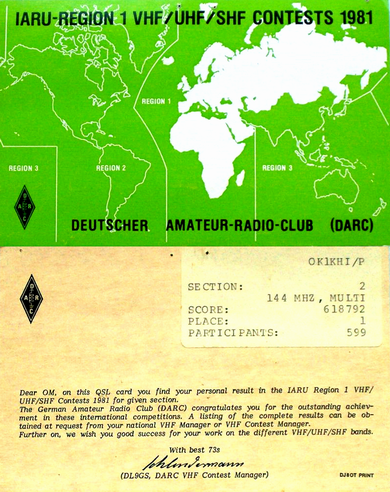 IARU-REGION 1 VHF/UHF/SHF CONTESTS 1981
REGION 1
REGION 3
REGION 2
REGION 3
DARC
DEUTSCHER AMATEUR-RADIO-CLUB (DARC)
DARC
OK1KHI/P
SECTION: 2
144 MHZ, MULTI
SCORE: 618792
PLACE: 1
PARTICIPANTS: 599
Dear OM, on this QSL card you find your personal result in the IARU Region 1 VHF/
UHF/SHF Contests 1981 for given section.
The German Amateur Radio Club (DARC) congratulates you for the outstanding achiev-
ment in these international competitions. A listing of the complete results can be ob-
tained at request from your national VHF Manager or VHF Contest Manager.
Further on, we wish you good success for your work on the different VHF/UHF/SHF bands.
With best 73s
(DL9GS, DARC VHF Contest Manager)
DJ8OT PRINT